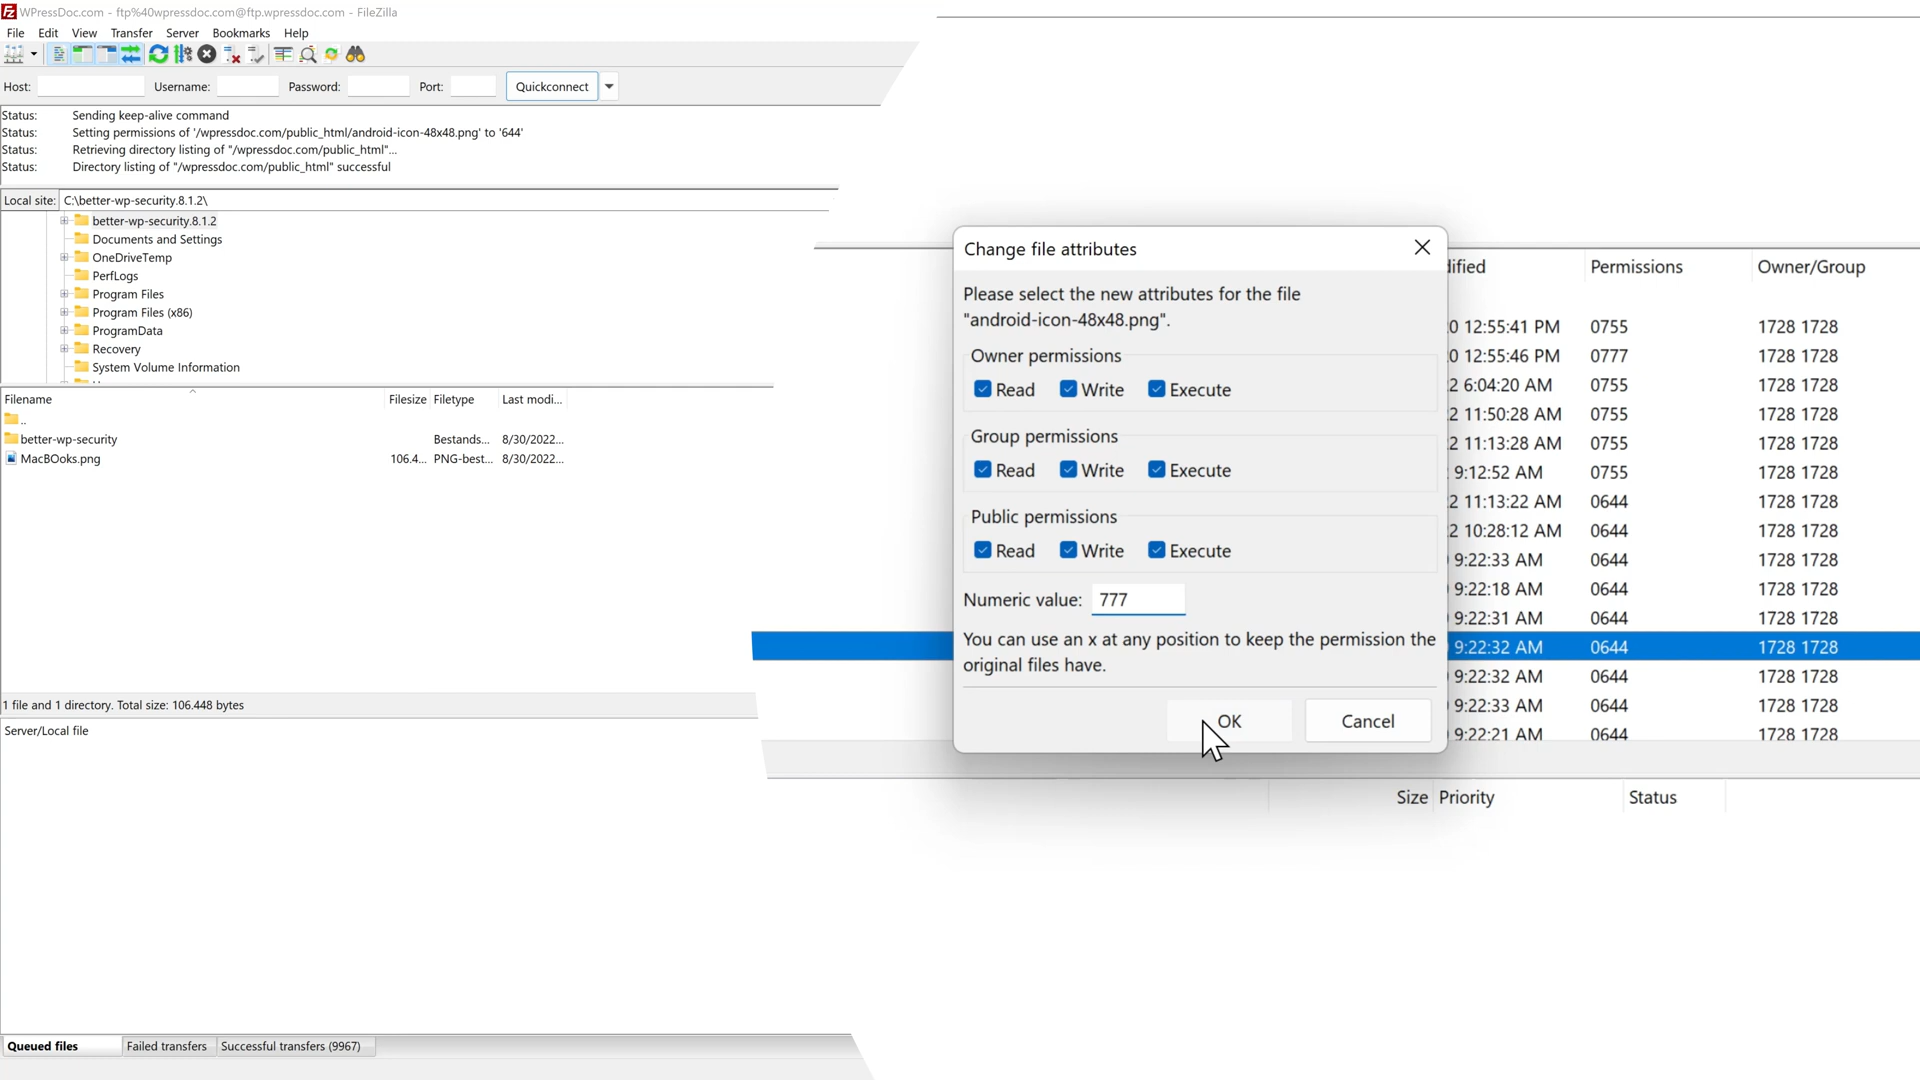 WPressDoc.com - ftp%40wpressdoc.com@ftp.wpressdoc.com - FileZilla
File Edit View Transfer Server Bookmarks Help
Host: Username: Password: Port: Quickconnect
Status: Sending keep-alive command
Status: Setting permissions of '/wpressdoc.com/public_html/android-icon-48x48.png' to '644'
Status: Retrieving directory listing of "/wpressdoc.com/public_html"...
Status: Directory listing of "/wpressdoc.com/public_html" successful
Local site: C:\better-wp-security.8.1.2\
better-wp-security.8.1.2
Documents and Settings
OneDriveTemp
PerfLogs
Program Files
Program Files (x86)
ProgramData
Recovery
System Volume Information
Filename Filesize Filetype Last modi...
..
better-wp-security Bestands... 8/30/2022...
MacBOoks.png 106.4... PNG-best... 8/30/2022...
1 file and 1 directory. Total size: 106.448 bytes
Server/Local file
Queued files Failed transfers Successful transfers (9967)
Change file attributes
Please select the new attributes for the file
"android-icon-48x48.png".
Owner permissions
Read Write Execute
Group permissions
Read Write Execute
Public permissions
Read Write Execute
Numeric value: 777
You can use an x at any position to keep the permission the
original files have.
OK Cancel
ified Permissions Owner/Group
0 12:55:41 PM 0755 1728 1728
0 12:55:46 PM 0777 1728 1728
2 6:04:20 AM 0755 1728 1728
2 11:50:28 AM 0755 1728 1728
2 11:13:28 AM 0755 1728 1728
9:12:52 AM 0755 1728 1728
2 11:13:22 AM 0644 1728 1728
2 10:28:12 AM 0644 1728 1728
9:22:33 AM 0644 1728 1728
9:22:18 AM 0644 1728 1728
9:22:31 AM 0644 1728 1728
9:22:32 AM 0644 1728 1728
9:22:32 AM 0644 1728 1728
9:22:33 AM 0644 1728 1728
9:22:21 AM 0644 1728 1728
Size Priority Status